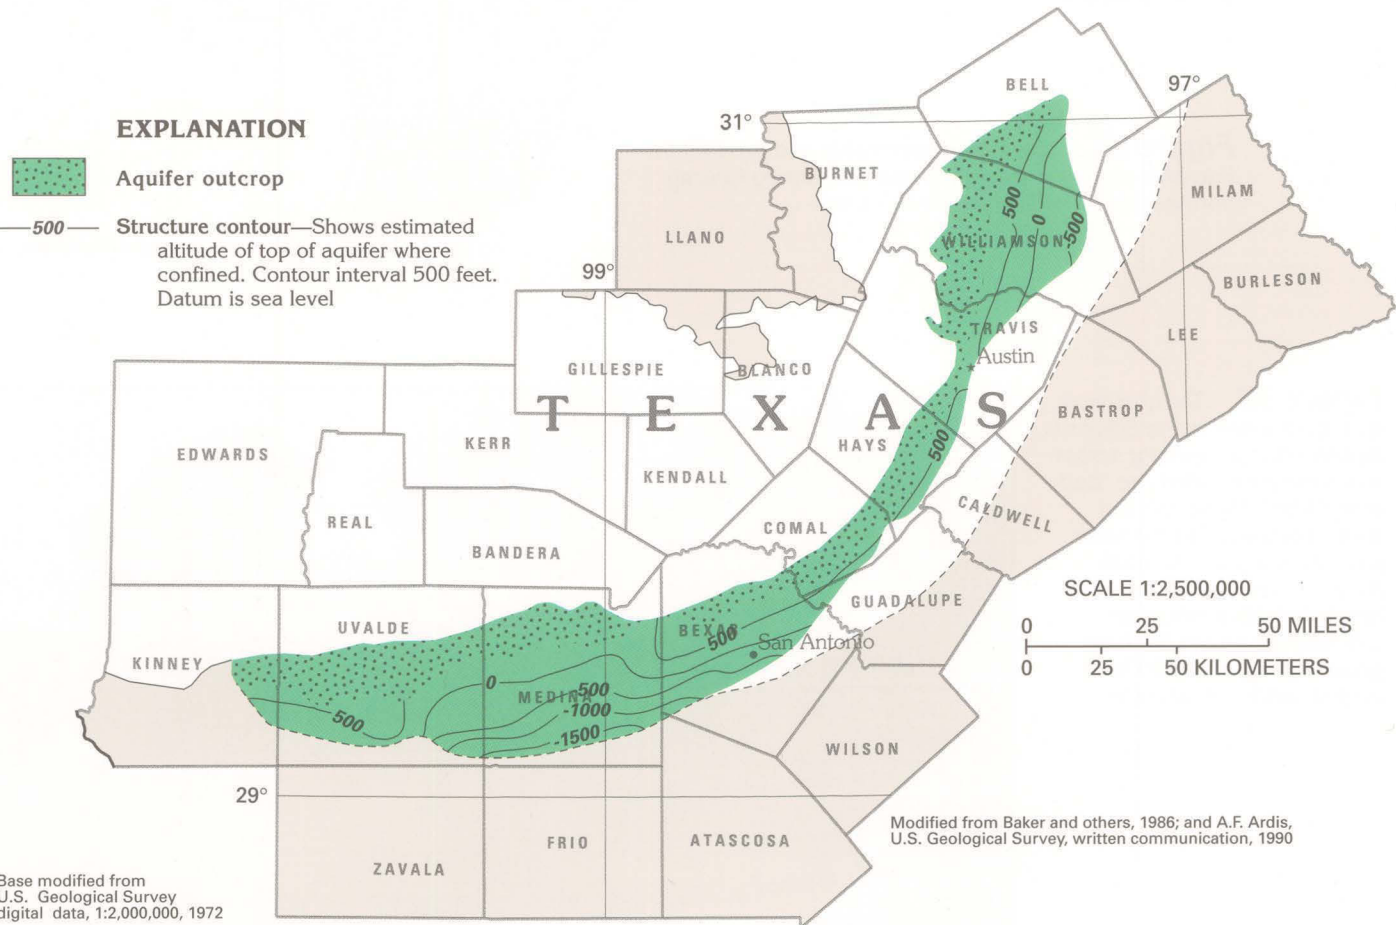 EXPLANATION
Aquifer outcrop
500
Structure contour—Shows estimated
altitude of top of aquifer where
confined. Contour interval 500 feet.
Datum is sea level
BELL
97°
31°
BURNET
MILAM
LLANO
500
0
-500
WILLIAMSON
99°
BURLESON
TRAVIS
LEE
Austin
GILLESPIE
BLANCO
TEXAS
BASTROP
EDWARDS
KERR
HAYS
500
KENDALL
REAL
COMAL
CALDWELL
BANDERA
SCALE 1:2,500,000
GUADALUPE
0 25 50 MILES
0 25 50 KILOMETERS
UVALDE
BEXAR
500
San Antonio
KINNEY
0
MEDINA
-500
-1000
500
-1500
WILSON
29°
Modified from Baker and others, 1986; and A.F. Ardis,
U.S. Geological Survey, written communication, 1990
FRIO
ATASCOSA
ZAVALA
Base modified from
U.S. Geological Survey
digital data, 1:2,000,000, 1972